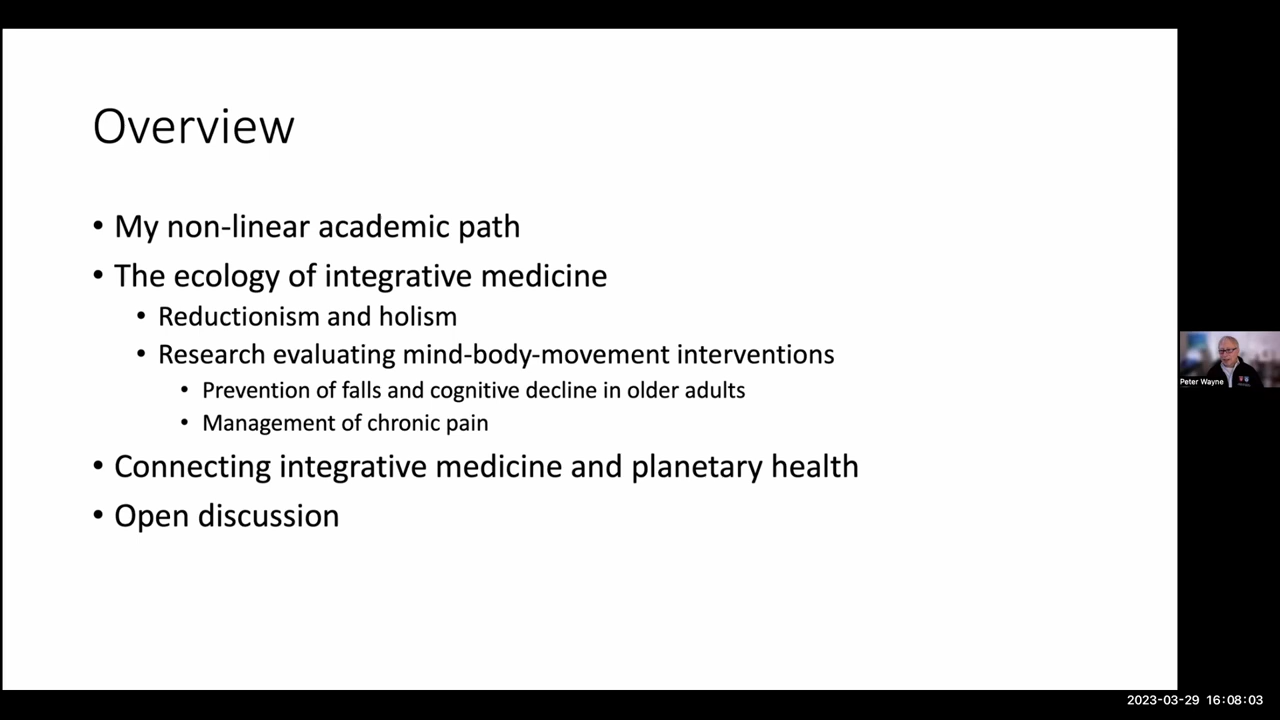 Overview
• My non-linear academic path
• The ecology of integrative medicine
• Reductionism and holism
• Research evaluating mind-body-movement interventions
• Prevention of falls and cognitive decline in older adults
• Management of chronic pain
• Connecting integrative medicine and planetary health
• Open discussion
Peter Wayne
2023-03-29 16:08:03